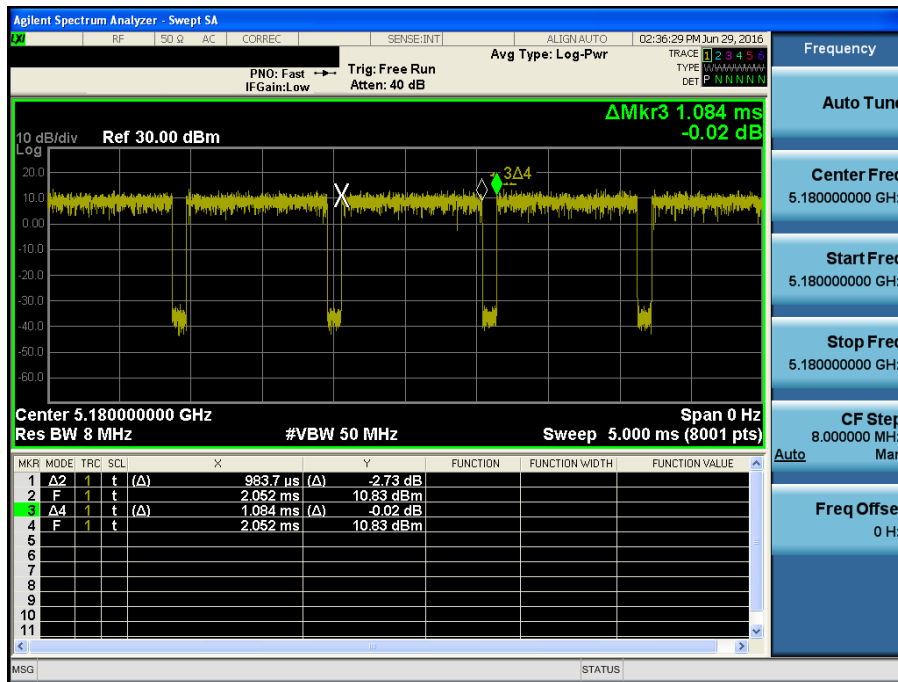 Agilent Spectrum Analyzer - Swept SA
LXI RF 50 Ω AC CORREC SENSE:INT ALIGN AUTO 02:36:29 PM Jun 29, 2016
Avg Type: Log-Pwr TRACE 1 2 3 4 5 6
PNO: Fast Trig: Free Run TYPE WWWWWW
IFGain:Low Atten: 40 dB DET P N N N N N
ΔMkr3 1.084 ms
-0.02 dB
10 dB/div Ref 30.00 dBm
Log
20.0
10.0
0.00
-10.0
-20.0
-30.0
-40.0
-50.0
-60.0
X
3Δ4
Center 5.180000000 GHz Span 0 Hz
Res BW 8 MHz #VBW 50 MHz Sweep 5.000 ms (8001 pts)
MKR MODE TRC SCL X Y FUNCTION FUNCTION WIDTH FUNCTION VALUE
1 Δ2 1 t (Δ) 983.7 µs (Δ) -2.73 dB
2 F 1 t 2.052 ms 10.83 dBm
3 Δ4 1 t (Δ) 1.084 ms (Δ) -0.02 dB
4 F 1 t 2.052 ms 10.83 dBm
5
6
7
8
9
10
11
MSG STATUS
Frequency
Auto Tune
Center Freq
5.180000000 GHz
Start Freq
5.180000000 GHz
Stop Freq
5.180000000 GHz
CF Step
8.000000 MHz
Auto Man
Freq Offset
0 Hz